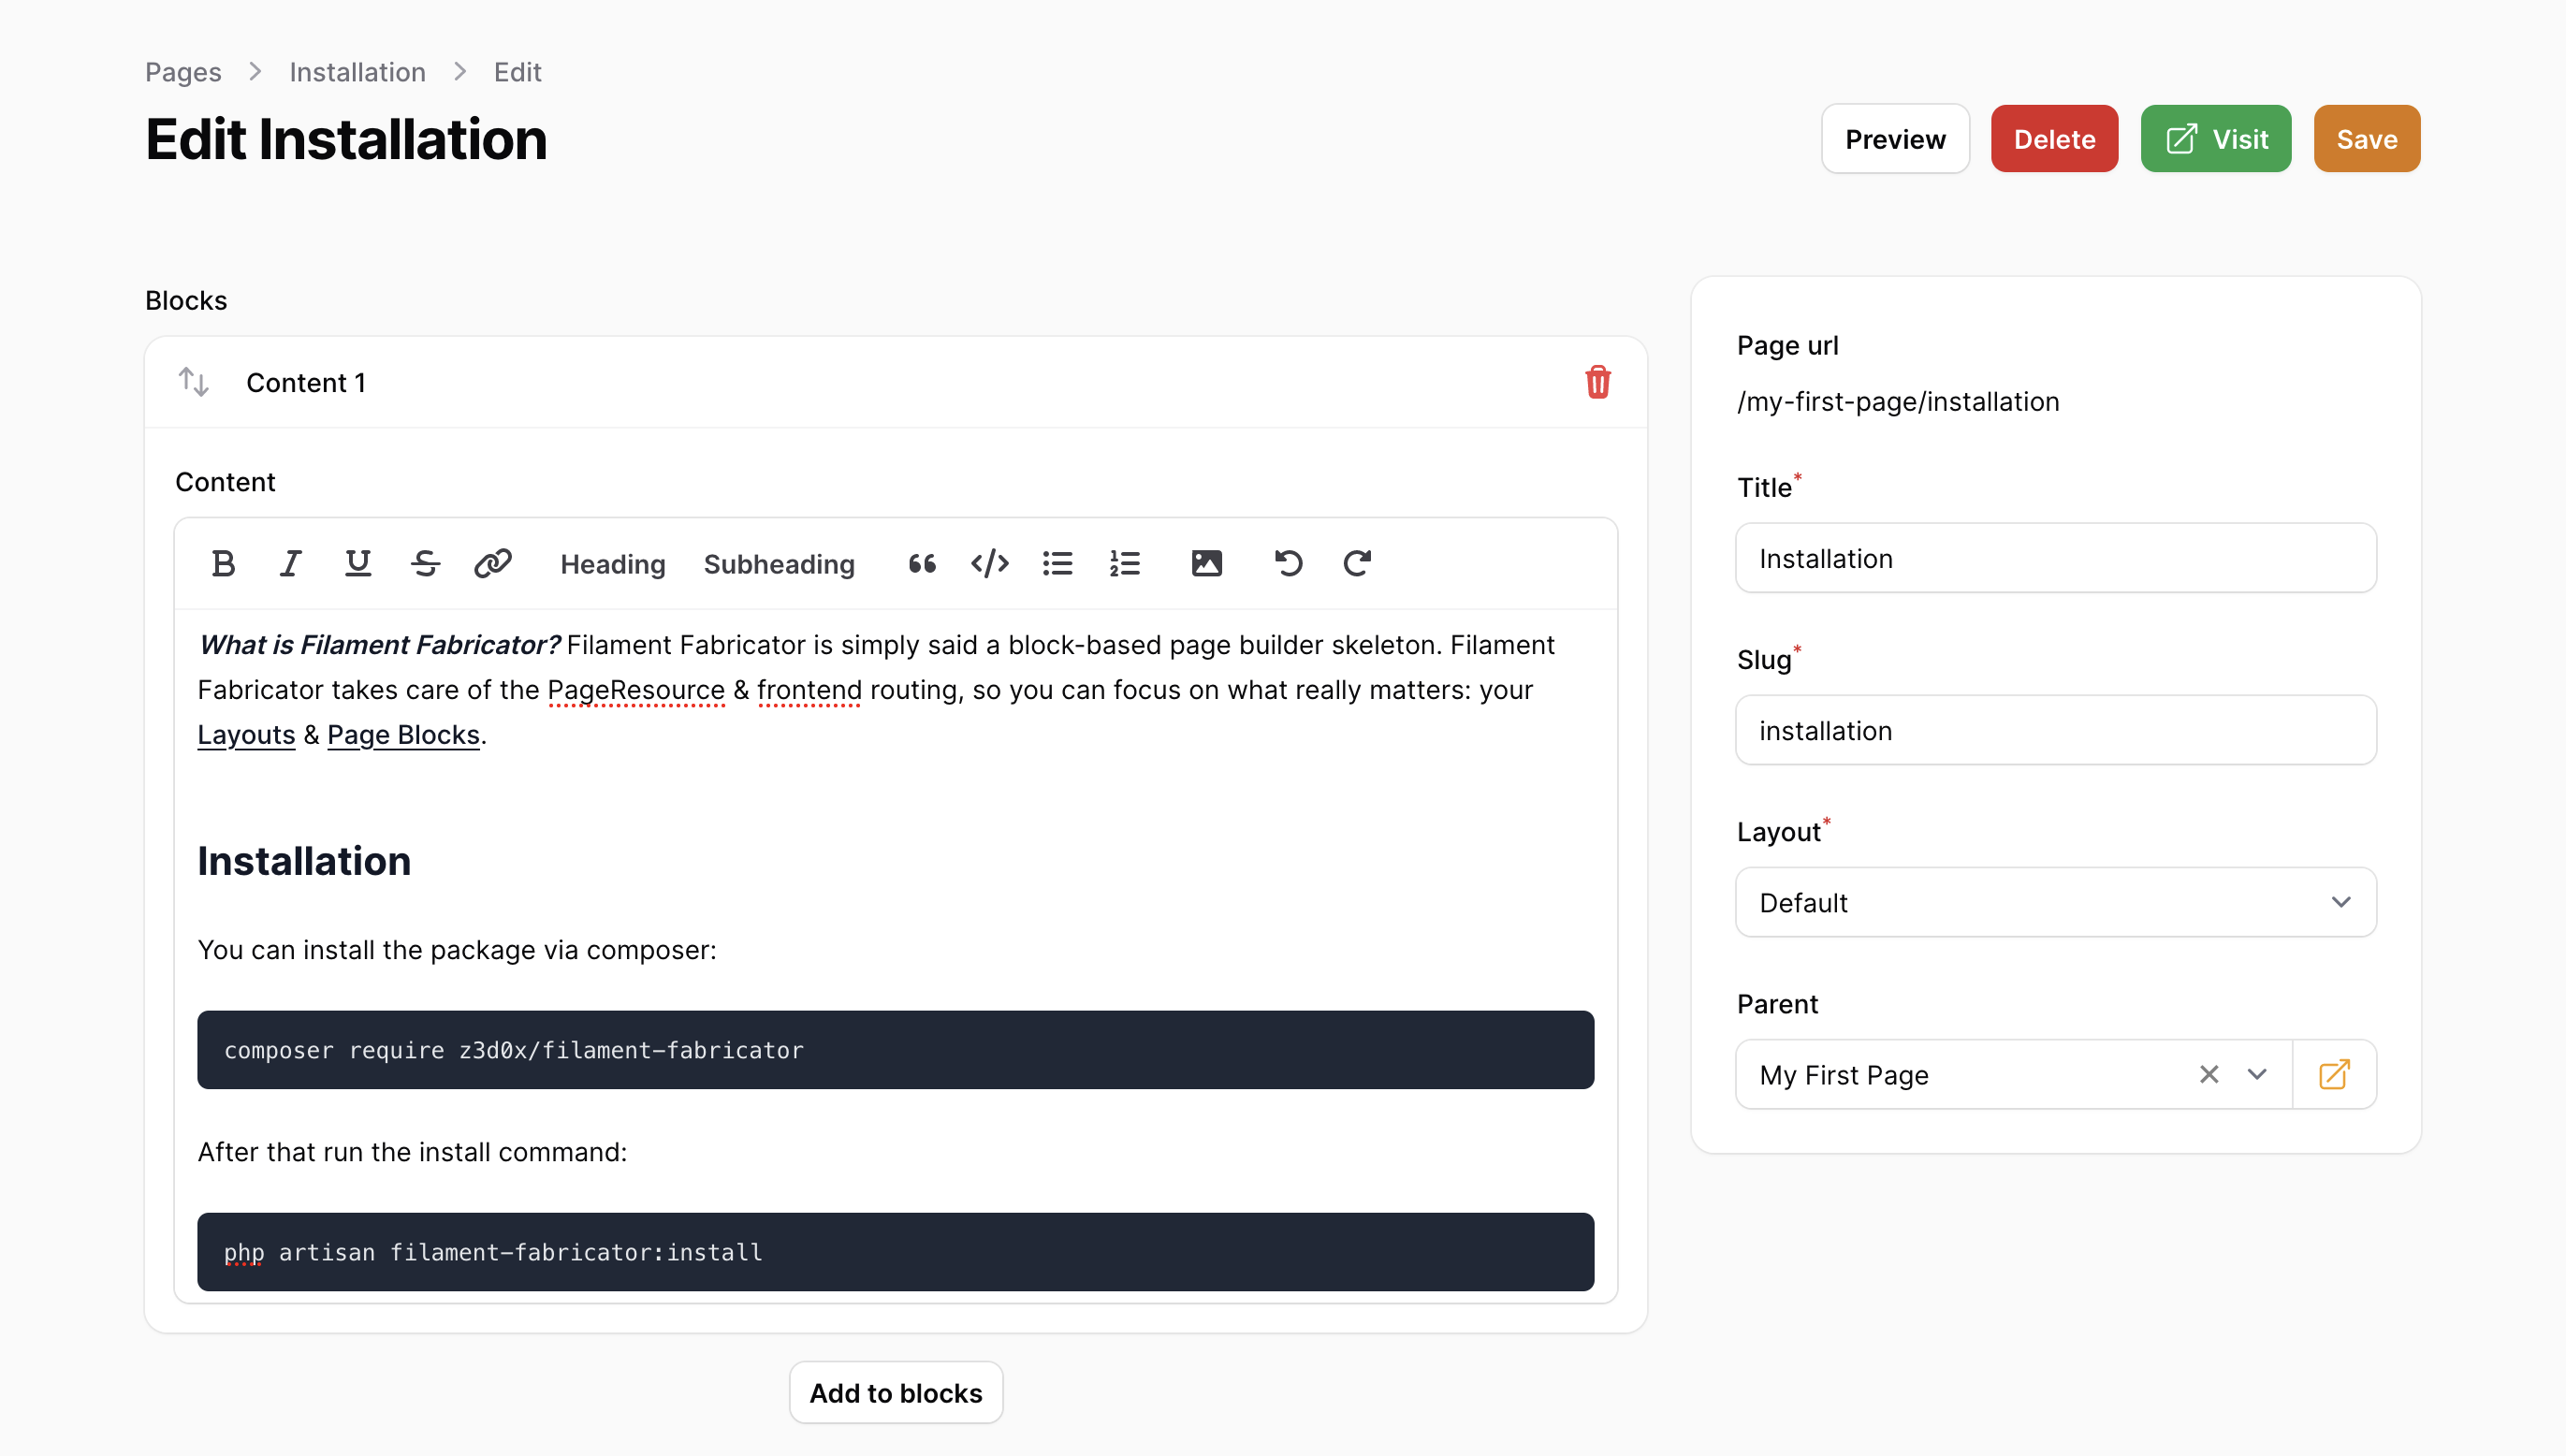 Pages > Installation > Edit
Edit Installation
Preview
Delete
Visit
Save
Blocks
Content 1
Content
Heading
Subheading
What is Filament Fabricator? Filament Fabricator is simply said a block-based page builder skeleton. Filament
Fabricator takes care of the PageResource & frontend routing, so you can focus on what really matters: your
Layouts & Page Blocks.
Installation
You can install the package via composer:
composer require z3d0x/filament-fabricator
After that run the install command:
php artisan filament-fabricator:install
Add to blocks
Page url
/my-first-page/installation
Title*
Installation
Slug*
installation
Layout*
Default
Parent
My First Page